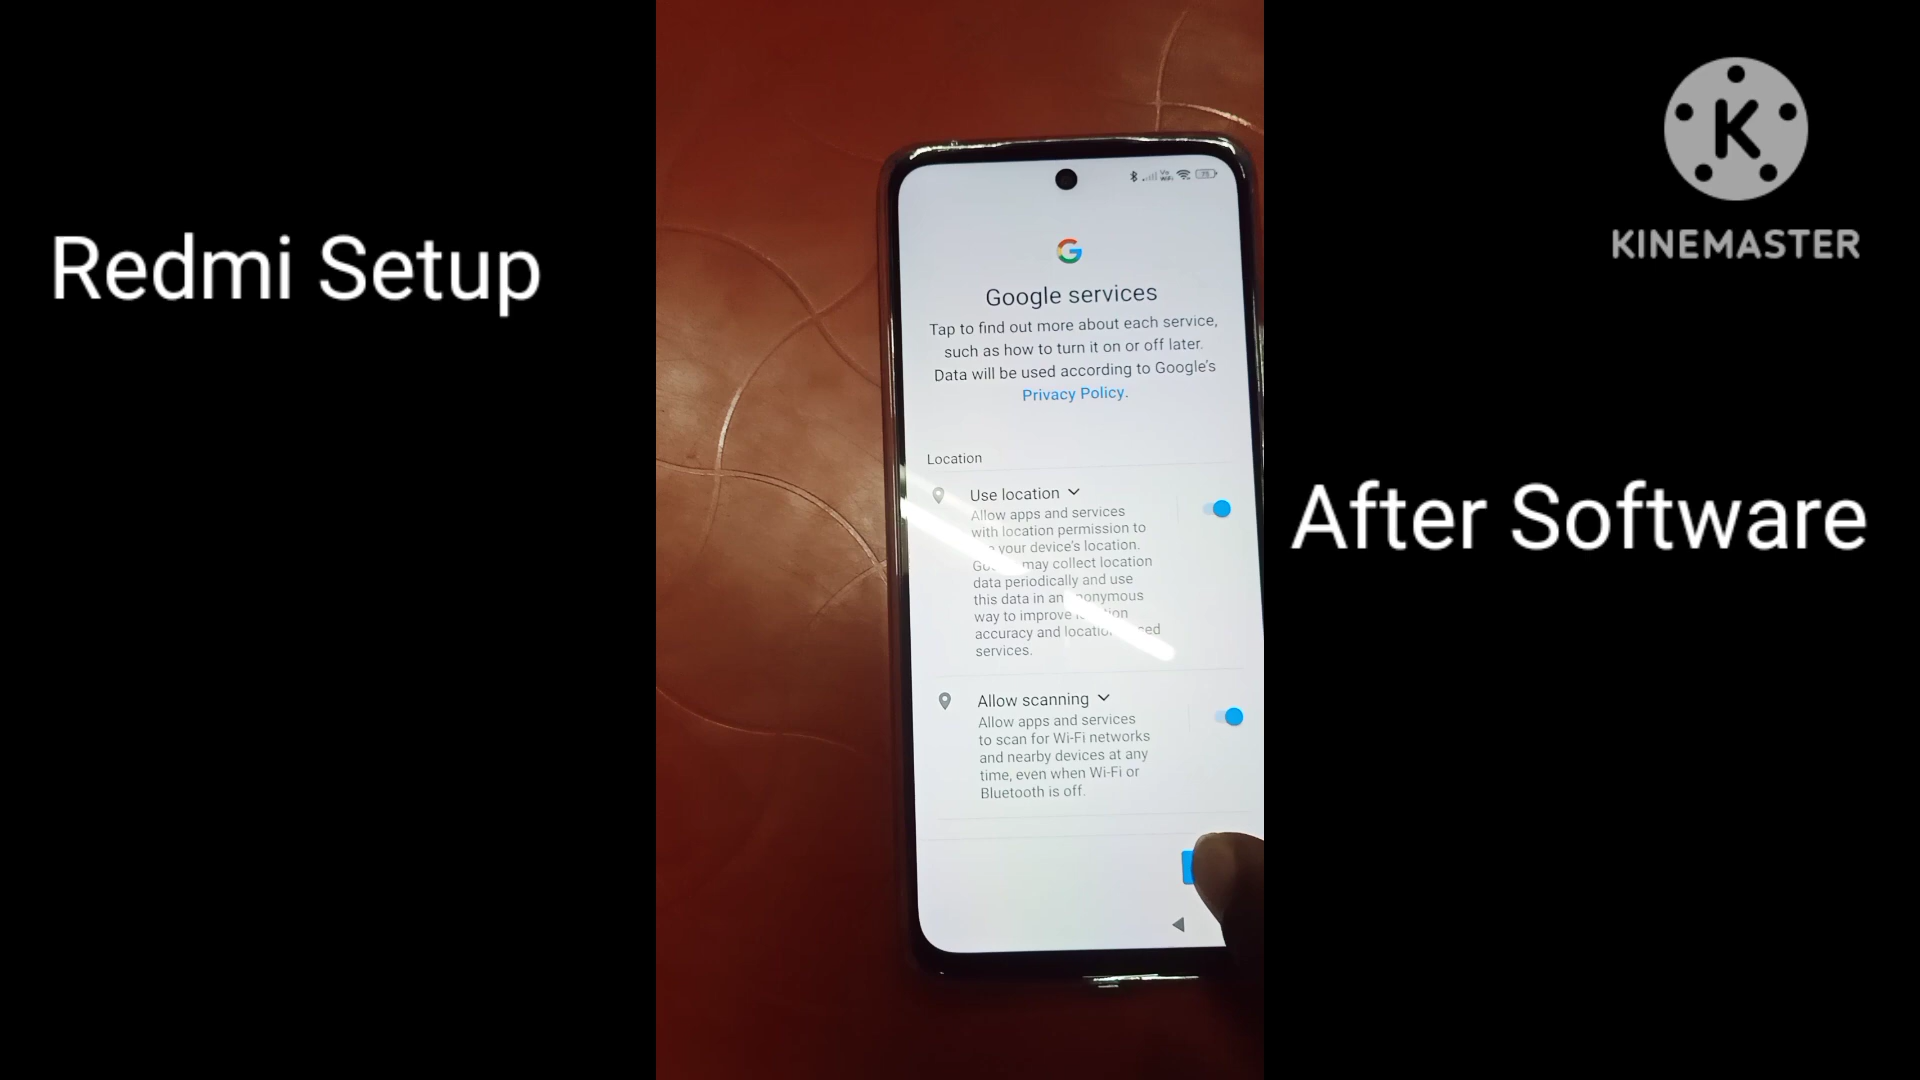 Redmi Setup
KINEMASTER
After Software
Vo
WiFi
Google services
Tap to find out more about each service,
such as how to turn it on or off later.
Data will be used according to Google's
Privacy Policy.
Location
Use location
Allow apps and services
with location permission to
your device's location.
may collect location
data periodically and use
this data in an
way to improve
accuracy and
services.
Allow scanning
Allow apps and services
to scan for Wi-Fi networks
and nearby devices at any
time, even when Wi-Fi or
Bluetooth is off.